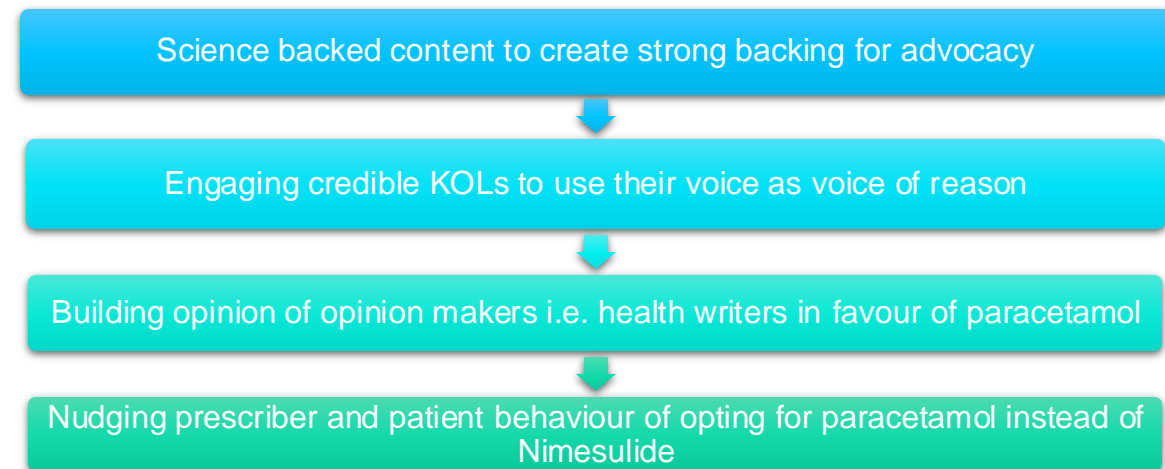 Science backed content to create strong backing for advocacy
Engaging credible KOLs to use their voice as voice of reason
Building opinion of opinion makers i.e. health writers in favour of paracetamol
Nudging prescriber and patient behaviour of opting for paracetamol instead of
Nimesulide